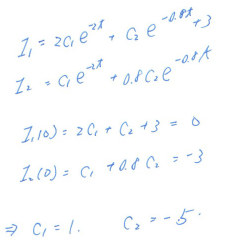 I₁ = 2C₁e^{-2t} + C₂e^{-0.8t} + 3
I₂ = C₁e^{-2t} + 0.8C₂e^{-0.8t}
I₁(0) = 2C₁ + C₂ + 3 = 0
I₂(0) = C₁ + 0.8C₂ = -3
⇒ C₁ = 1. C₂ = -5.